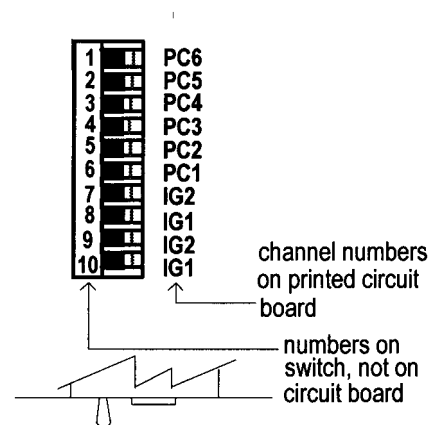 1 PC6
2 PC5
3 PC4
4 PC3
5 PC2
6 PC1
7 IG2
8 IG1
9 IG2
10 IG1
channel numbers
on printed circuit
board
numbers on
switch, not on
circuit board